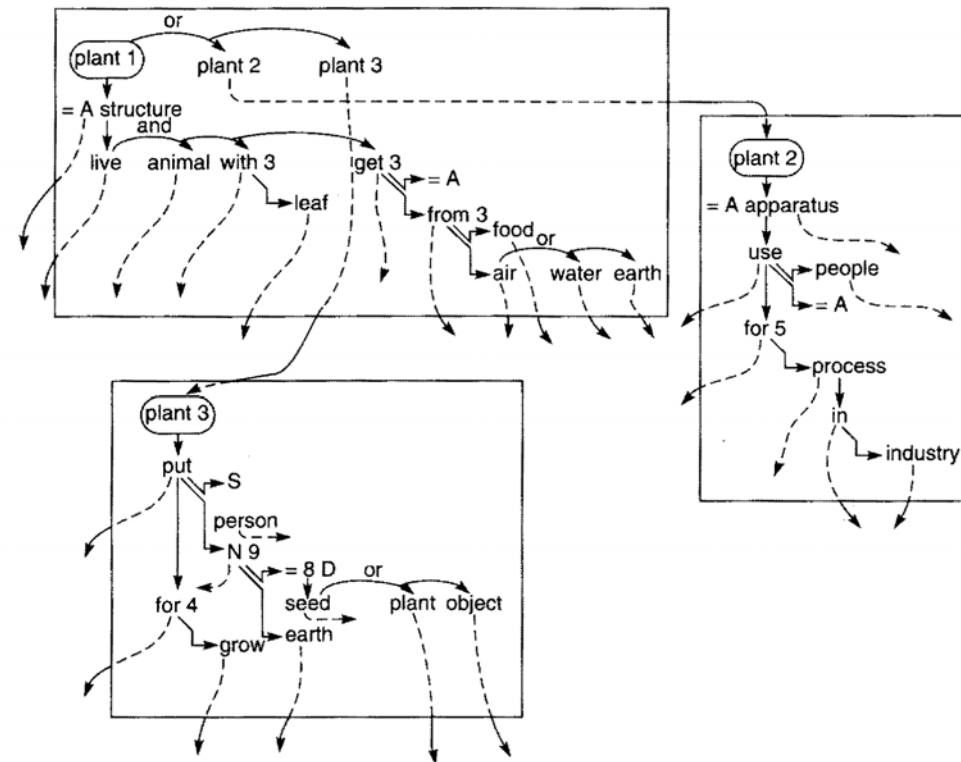 or
plant 1 plant 2 plant 3
= A structure
and
live animal with 3 get 3
= A
leaf
from 3 food
or
air water earth
plant 2
= A apparatus
use
people
= A
for 5
process
in
industry
plant 3
put
S
person
N 9
= 8 D or
for 4 seed plant object
grow earth